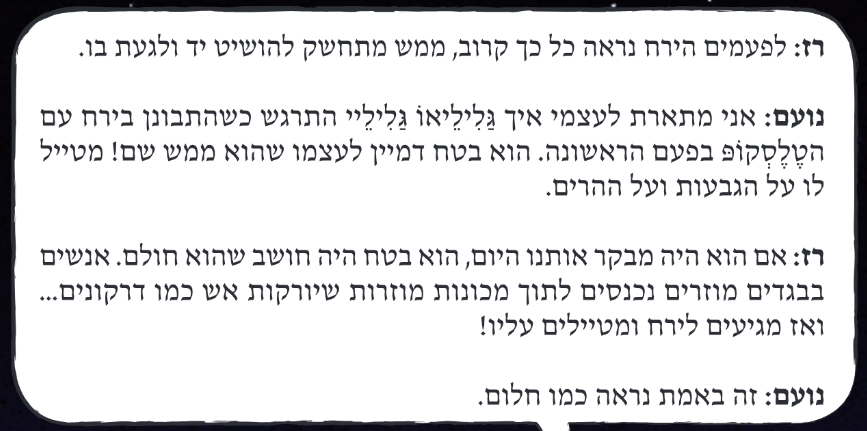 רז: לפעמים הירח נראה כל כך קרוב, ממש מתחשק להושיט יד ולגעת בו.
נועם: אני מתארת לעצמי איך גַּלִילֵיאוֹ גַּלִילֵיי התרגש כשהתבונן בירח עם
הטֶלֶסְקוֹפּ בפעם הראשונה. הוא בטח דמיין לעצמו שהוא ממש שם! מטייל
לו על הגבעות ועל ההרים.
רז: אם הוא היה מבקר אותנו היום, הוא בטח היה חושב שהוא חולם. אנשים
בבגדים מוזרים נכנסים לתוך מכונות מוזרות שיורקות אש כמו דרקונים...
ואז מגיעים לירח ומטיילים עליו!
נועם: זה באמת נראה כמו חלום.